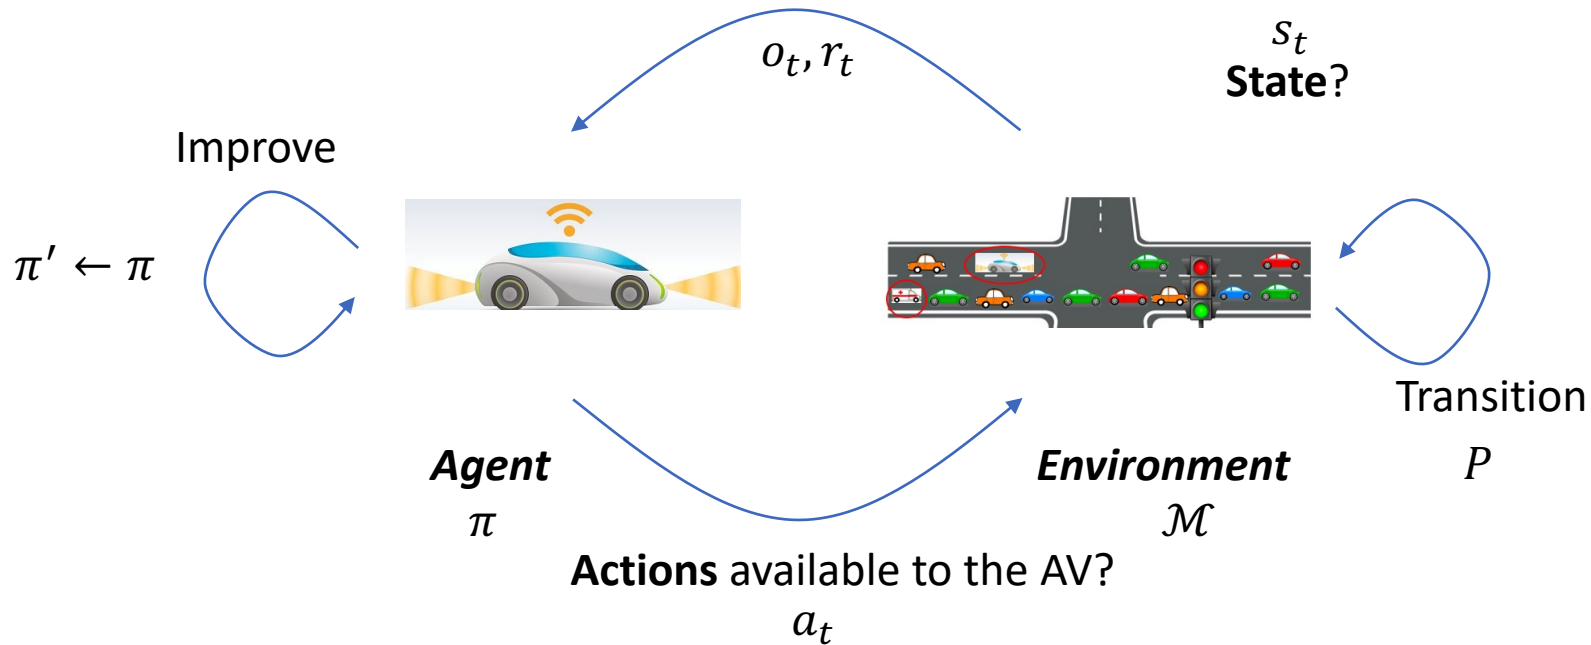 𝑜𝑡, 𝑟𝑡
𝑠𝑡
State?
Improve
𝜋′ ← 𝜋
Transition
𝑃
Agent
𝜋
Environment
ℳ
Actions available to the AV?
𝑎𝑡